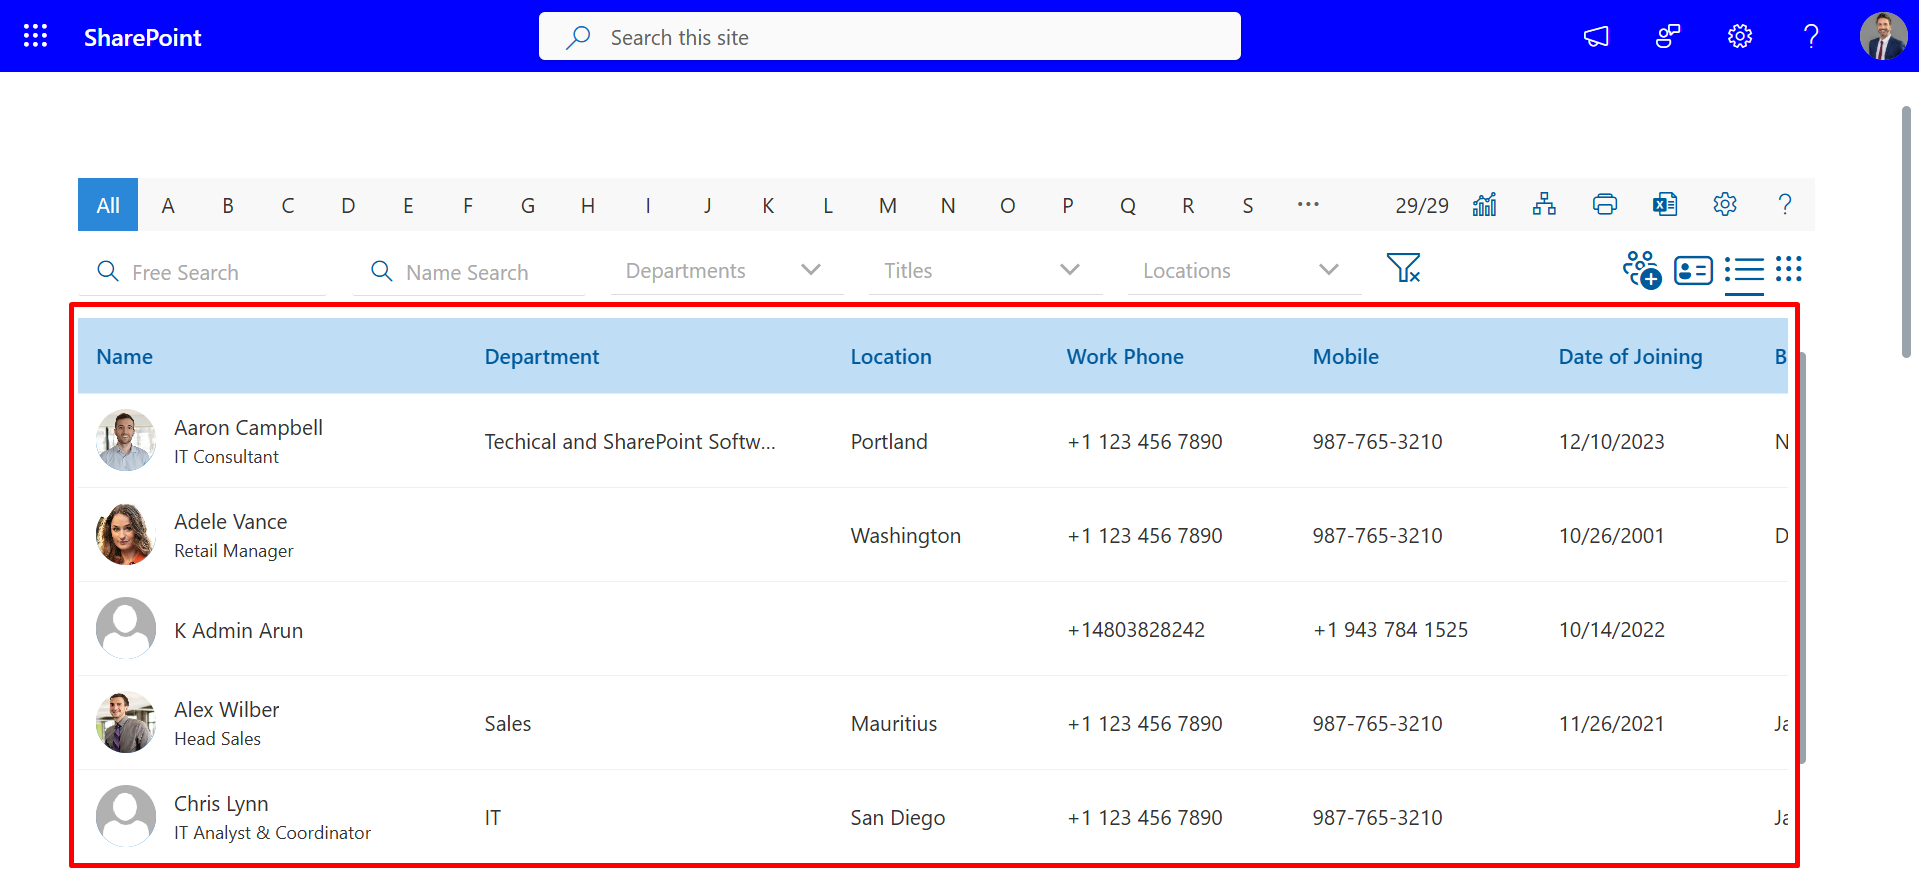 SharePoint
Search this site
?
All A B C D E F G H I J K L M N O P Q R S ... 29/29 ?
Free Search Name Search Departments Titles Locations
Name Department Location Work Phone Mobile Date of Joining B
Aaron Campbell
IT Consultant
Techical and SharePoint Softw... Portland +1 123 456 7890 987-765-3210 12/10/2023 N
Adele Vance
Retail Manager
Washington +1 123 456 7890 987-765-3210 10/26/2001 D
K Admin Arun +14803828242 +1 943 784 1525 10/14/2022
Alex Wilber
Head Sales
Sales Mauritius +1 123 456 7890 987-765-3210 11/26/2021 Ja
Chris Lynn
IT Analyst & Coordinator
IT San Diego +1 123 456 7890 987-765-3210 Ja